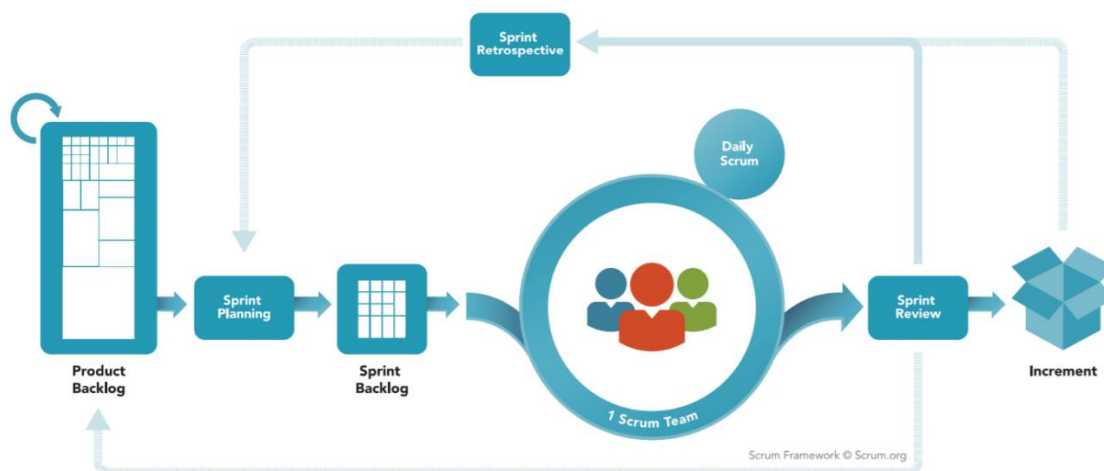 Sprint
Retrospective
Daily
Scrum
Sprint
Planning
Sprint
Review
Product
Backlog
Sprint
Backlog
1 Scrum Team
Increment
Scrum Framework © Scrum.org